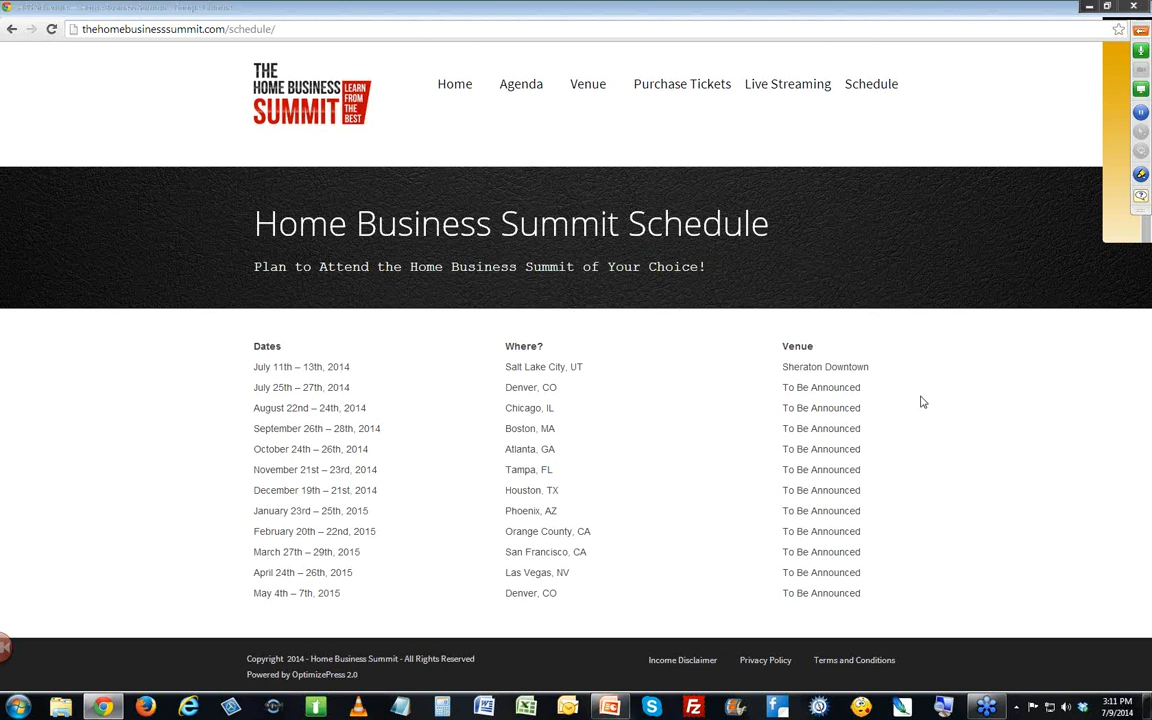 thehomebusinesssummit.com/schedule/
THE
HOME BUSINESS
SUMMIT
LEARN
FROM
THE
BEST
Home Agenda Venue Purchase Tickets Live Streaming Schedule
Home Business Summit Schedule
Plan to Attend the Home Business Summit of Your Choice!
Dates Where? Venue
July 11th – 13th, 2014 Salt Lake City, UT Sheraton Downtown
July 25th – 27th, 2014 Denver, CO To Be Announced
August 22nd – 24th, 2014 Chicago, IL To Be Announced
September 26th – 28th, 2014 Boston, MA To Be Announced
October 24th – 26th, 2014 Atlanta, GA To Be Announced
November 21st – 23rd, 2014 Tampa, FL To Be Announced
December 19th – 21st, 2014 Houston, TX To Be Announced
January 23rd – 25th, 2015 Phoenix, AZ To Be Announced
February 20th – 22nd, 2015 Orange County, CA To Be Announced
March 27th – 29th, 2015 San Francisco, CA To Be Announced
April 24th – 26th, 2015 Las Vegas, NV To Be Announced
May 4th – 7th, 2015 Denver, CO To Be Announced
Copyright 2014 - Home Business Summit - All Rights Reserved
Powered by OptimizePress 2.0
Income Disclaimer Privacy Policy Terms and Conditions
3:11 PM
7/9/2014